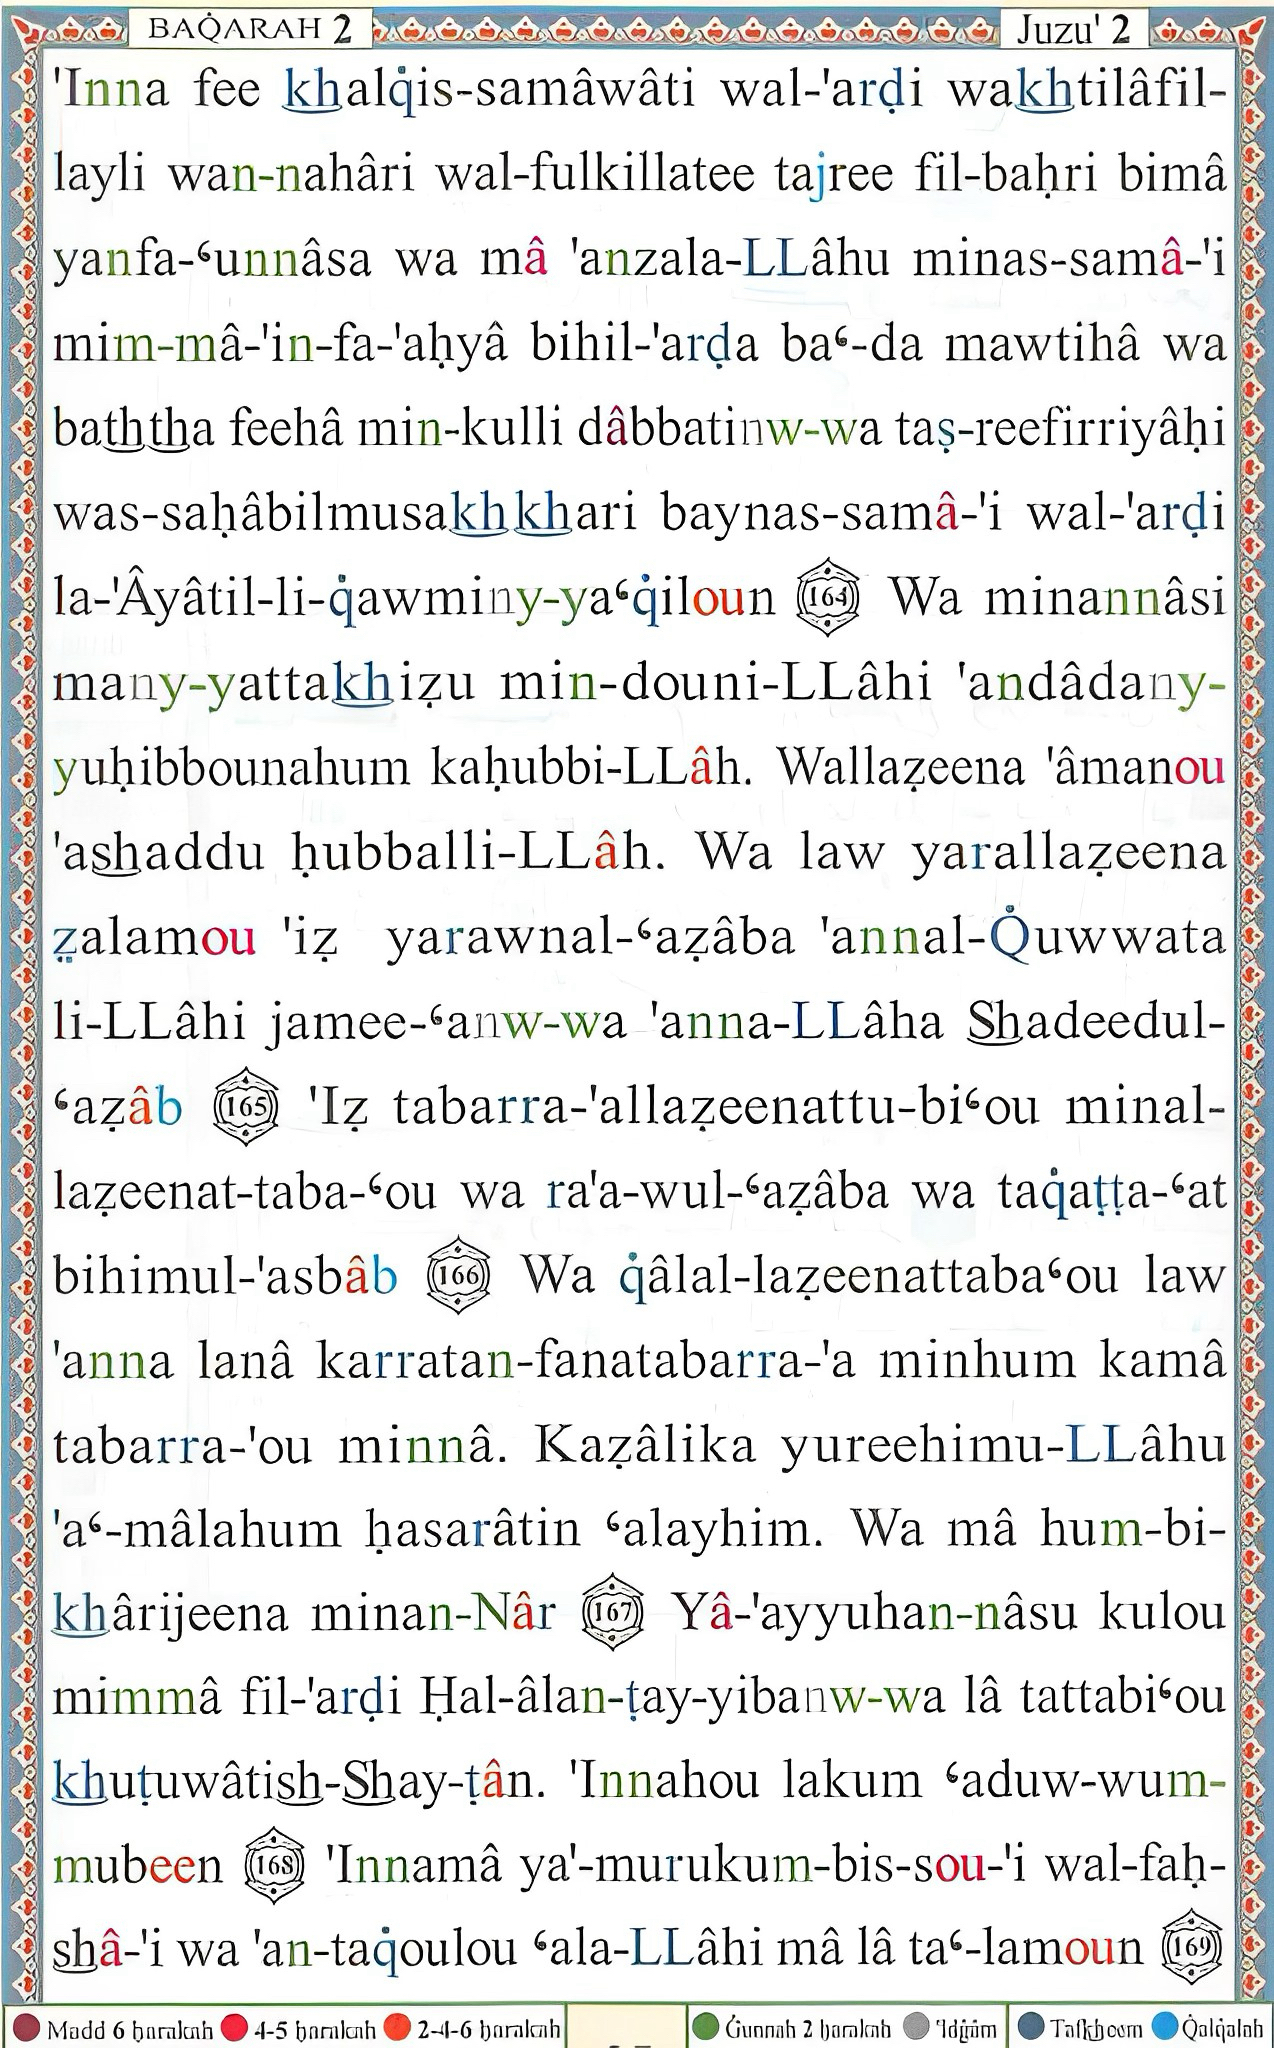 BAQ̇ARAH 2
Juzu' 2
'Inna fee khalq̇is-samâwâti wal-'arḍi wakhtilâfil-
layli wan-nahâri wal-fulkillatee tajree fil-baḥri bimâ
yanfa-ʿunnâsa wa mâ 'anzala-LLâhu minas-samâ-'i
mim-mâ-'in-fa-'aḥyâ bihil-'arḍa baʿ-da mawtihâ wa
baththa feehâ min-kulli dâbbatinw-wa taṣ-reefirriyâḥi
was-saḥâbilmusakhkhari baynas-samâ-'i wal-'arḍi
la-'Âyâtil-li-q̇awminy-yaʿq̇iloun 164 Wa minannâsi
many-yattakhiẓu min-douni-LLâhi 'andâdany-
yuḥibbounahum kaḥubbi-LLâh. Wallaẓeena 'âmanou
'ashaddu ḥubballi-LLâh. Wa law yarallaẓeena
ẓalamou 'iẓ yarawnal-ʿaẓâba 'annal-Q̇uwwata
li-LLâhi jamee-ʿanw-wa 'anna-LLâha Shadeedul-
ʿaẓâb 165 'Iẓ tabarra-'allaẓeenattu-biʿou minal-
laẓeenat-taba-ʿou wa ra'a-wul-ʿaẓâba wa taq̇aṭṭa-ʿat
bihimul-'asbâb 166 Wa q̇âlal-laẓeenattabaʿou law
'anna lanâ karratan-fanatabarra-'a minhum kamâ
tabarra-'ou minnâ. Kaẓâlika yureehimu-LLâhu
'aʿ-mâlahum ḥasarâtin ʿalayhim. Wa mâ hum-bi-
khârijeena minan-Nâr 167 Yâ-'ayyuhan-nâsu kulou
mimmâ fil-'arḍi Ḥal-âlan-ṭay-yibanw-wa lâ tattabiʿou
khuṭuwâtish-Shay-ṭân. 'Innahou lakum ʿaduw-wum-
mubeen 168 'Innamâ ya'-murukum-bis-sou-'i wal-faḥ-
shâ-'i wa 'an-taq̇oulou ʿala-LLâhi mâ lâ taʿ-lamoun 169
Madd 6 ḥarakah 4-5 ḥarakah 2-4-6 ḥarakah Ġunnah 2 ḥarakah 'Idġâm Tafkheem Q̇alq̇alah